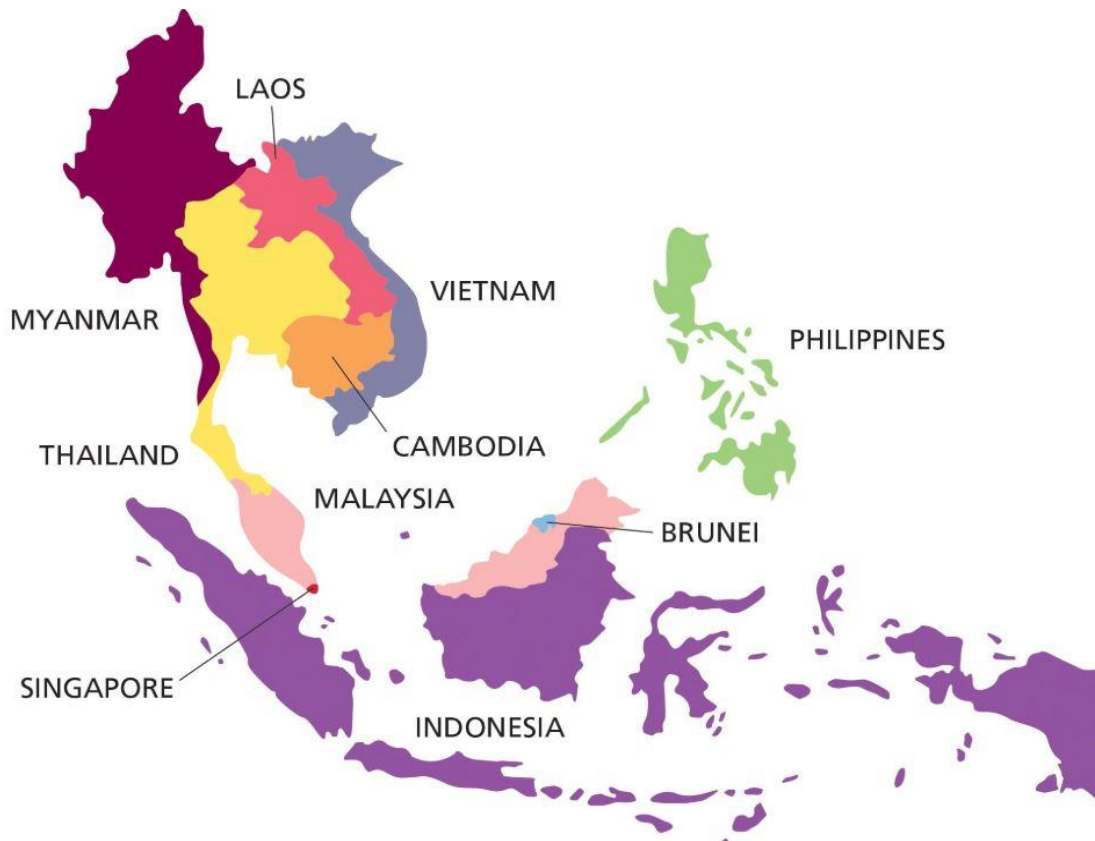 LAOS
VIETNAM
MYANMAR
PHILIPPINES
CAMBODIA
THAILAND
MALAYSIA
BRUNEI
SINGAPORE
INDONESIA